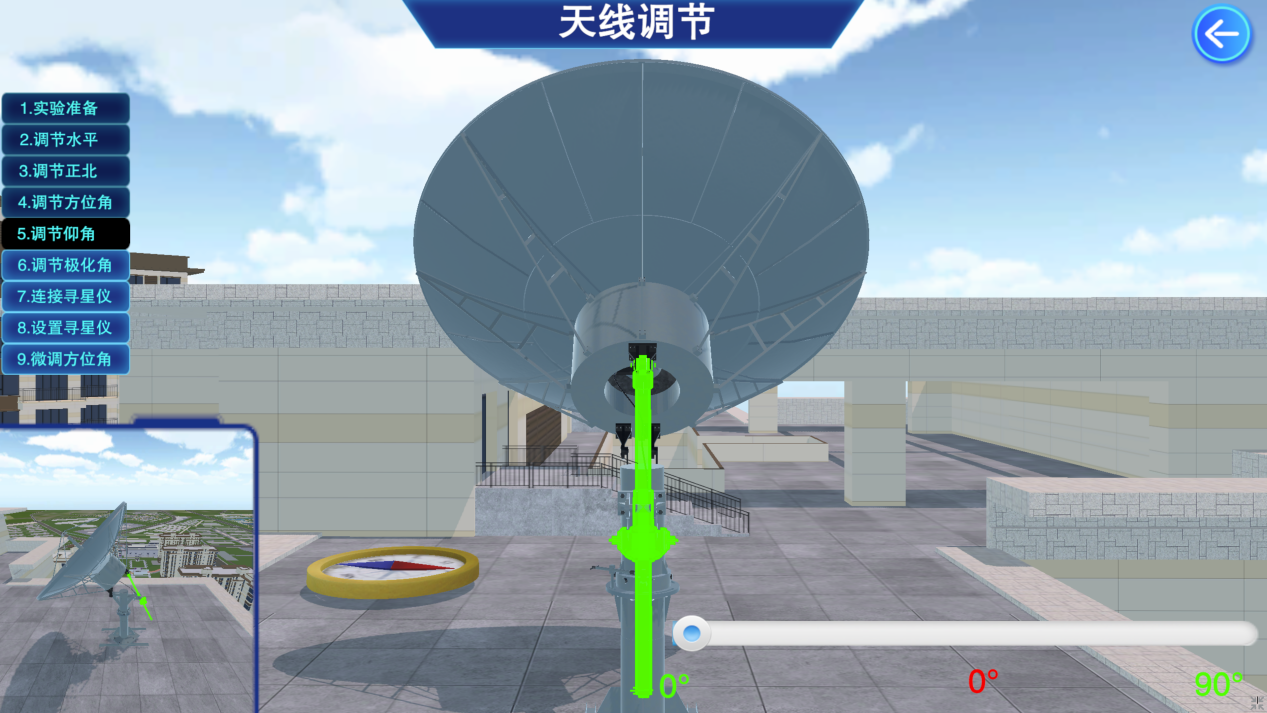 天线调节
1.实验准备
2.调节水平
3.调节正北
4.调节方位角
5.调节仰角
6.调节极化角
7.连接寻星仪
8.设置寻星仪
9.微调方位角
0°
0°
90°